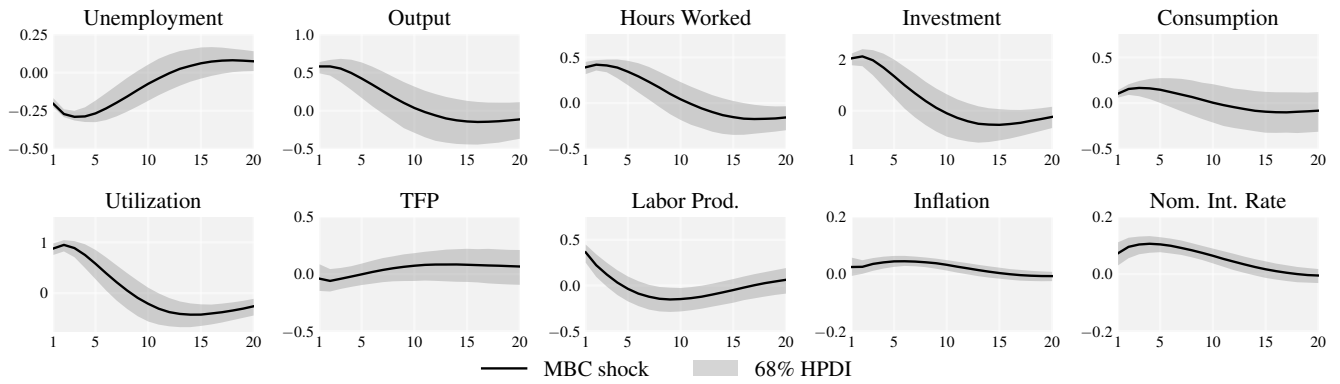 Unemployment Output Hours Worked Investment Consumption
0.25 1.0 0.5 2 0.5
0.00 0.5 0.0 0 0.0
−0.25 0.0 −0.5 −0.5
−0.50 −0.5
1 5 10 15 20 1 5 10 15 20 1 5 10 15 20 1 5 10 15 20 1 5 10 15 20
Utilization TFP Labor Prod. Inflation Nom. Int. Rate
1 0.5 0.5 0.2 0.2
0 0.0 0.0 0.0 0.0
−0.5 −0.5 −0.2 −0.2
1 5 10 15 20 1 5 10 15 20 1 5 10 15 20 1 5 10 15 20 1 5 10 15 20
MBC shock 68% HPDI